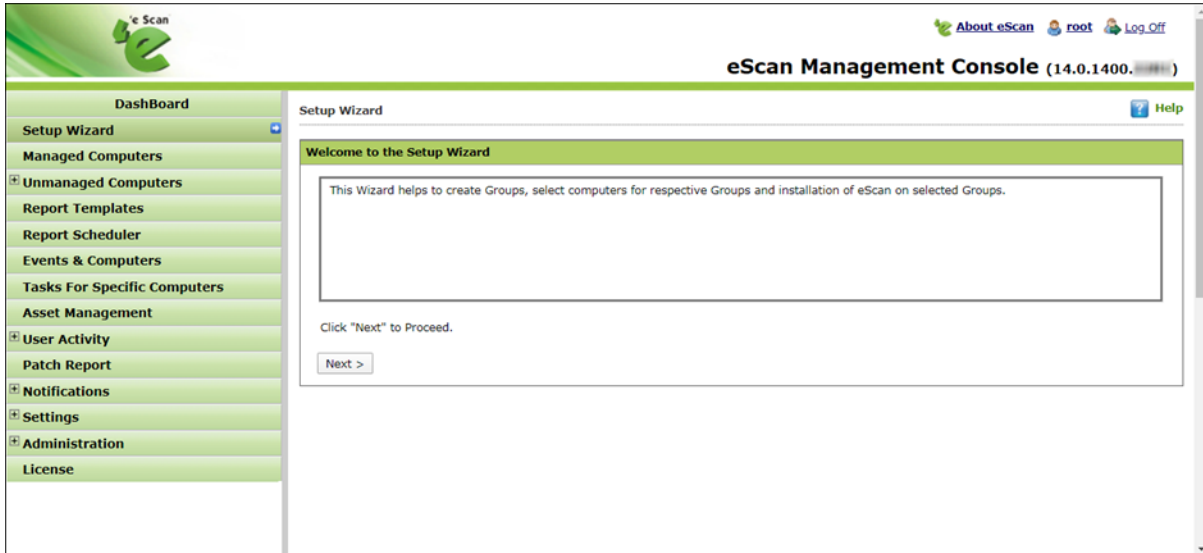 e Scan
About eScan root Log Off
eScan Management Console (14.0.1400. )
DashBoard
Setup Wizard
Managed Computers
Unmanaged Computers
Report Templates
Report Scheduler
Events & Computers
Tasks For Specific Computers
Asset Management
User Activity
Patch Report
Notifications
Settings
Administration
License
Setup Wizard
? Help
Welcome to the Setup Wizard
This Wizard helps to create Groups, select computers for respective Groups and installation of eScan on selected Groups.
Click "Next" to Proceed.
Next >